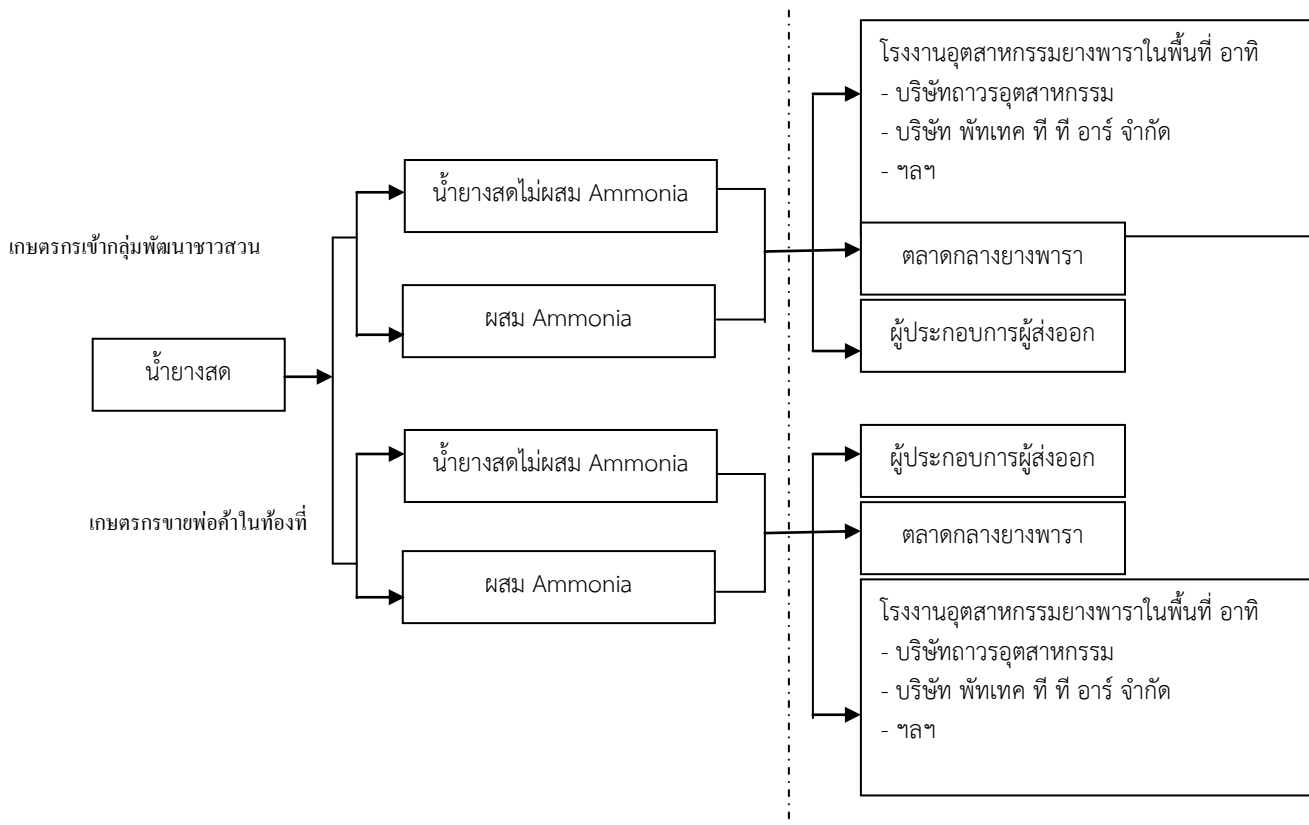 โรงงานอุตสาหกรรมยางพาราในพื้นที่ อาทิ
- บริษัทถาวรอุตสาหกรรม
- บริษัท พัทเทค ที ที อาร์ จำกัด
- ฯลฯ
น้ำยางสดไม่ผสม Ammonia
เกษตรกรเข้ากลุ่มพัฒนาชาวสวน
ตลาดกลางยางพารา
ผสม Ammonia
ผู้ประกอบการผู้ส่งออก
น้ำยางสด
น้ำยางสดไม่ผสม Ammonia
ผู้ประกอบการผู้ส่งออก
เกษตรกรขายพ่อค้าในท้องที่
ตลาดกลางยางพารา
ผสม Ammonia
โรงงานอุตสาหกรรมยางพาราในพื้นที่ อาทิ
- บริษัทถาวรอุตสาหกรรม
- บริษัท พัทเทค ที ที อาร์ จำกัด
- ฯลฯ